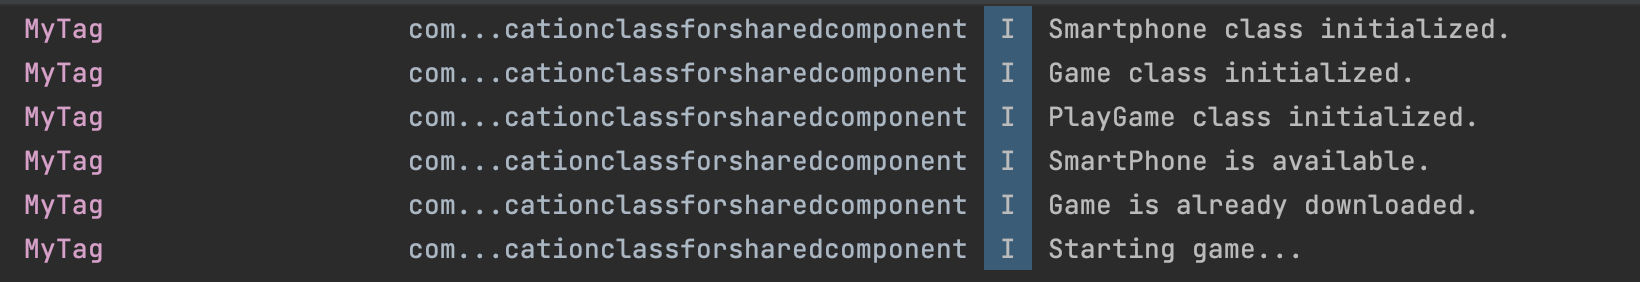 MyTag com...cationclassforsharedcomponent I Smartphone class initialized.
MyTag com...cationclassforsharedcomponent I Game class initialized.
MyTag com...cationclassforsharedcomponent I PlayGame class initialized.
MyTag com...cationclassforsharedcomponent I SmartPhone is available.
MyTag com...cationclassforsharedcomponent I Game is already downloaded.
MyTag com...cationclassforsharedcomponent I Starting game...